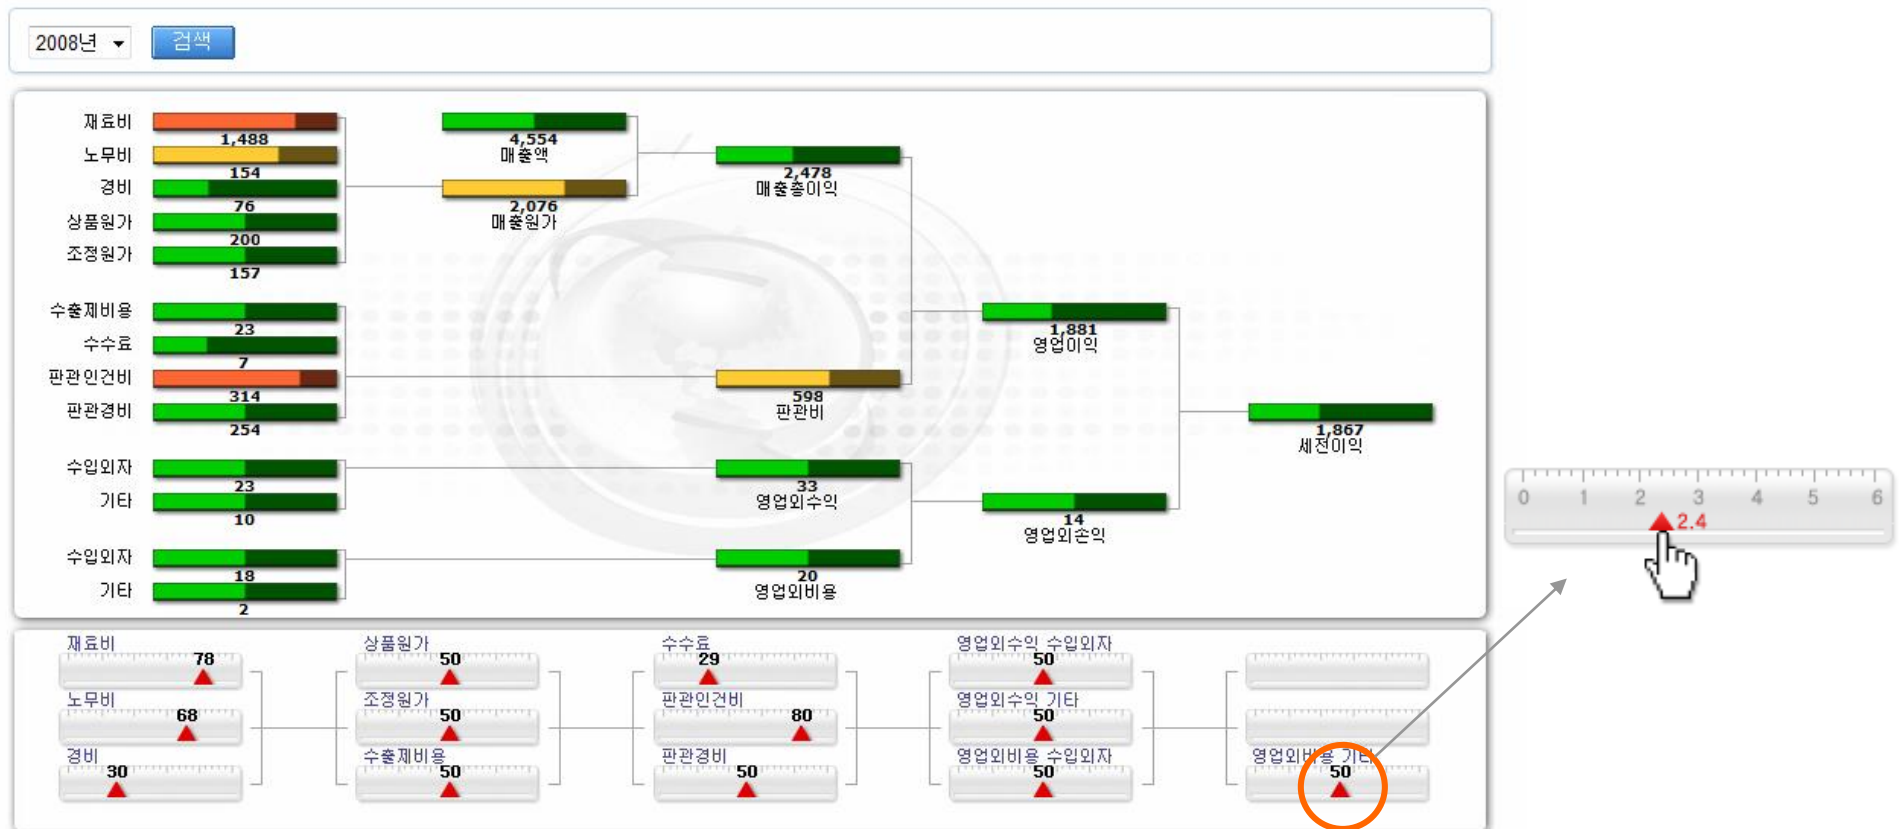 2008년 검색
재료비
1,488
노무비
154
경비
76
상품원가
200
조정원가
157
수출제비용
23
수수료
7
판관인건비
314
판관경비
254
수입외자
23
기타
10
수입외자
18
기타
2
4,554
매출액
2,076
매출원가
2,478
매출총이익
598
판관비
33
영업외수익
20
영업외비용
1,881
영업이익
14
영업외손익
1,867
세전이익
0 1 2 3 4 5 6
2.4
재료비
78
노무비
68
경비
30
상품원가
50
조정원가
50
수출제비용
50
수수료
29
판관인건비
80
판관경비
50
영업외수익 수입외자
50
영업외수익 기타
50
영업외비용 수입외자
50
영업외비용 기타
50